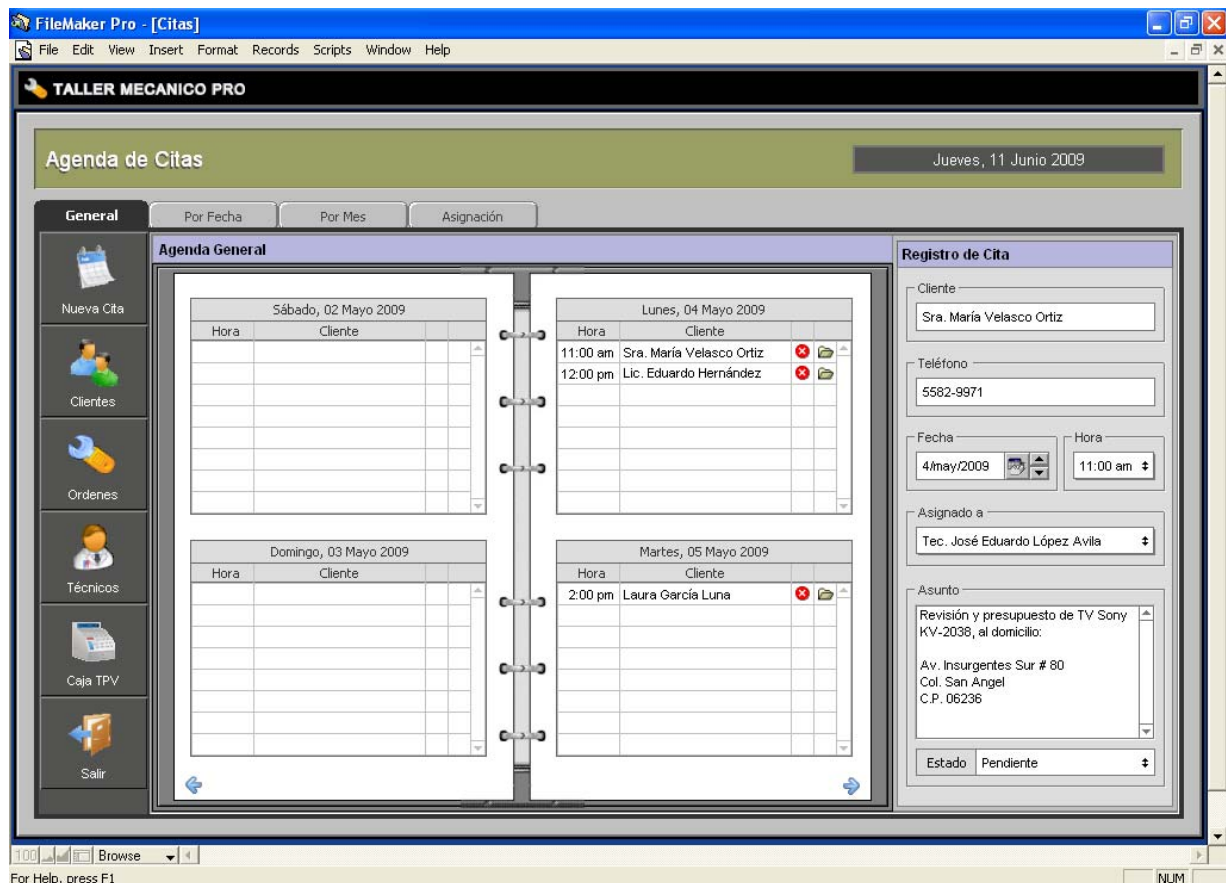 FileMaker Pro - [Citas]
File Edit View Insert Format Records Scripts Window Help
TALLER MECANICO PRO
Agenda de Citas
Jueves, 11 Junio 2009
General Por Fecha Por Mes Asignación
Nueva Cita
Clientes
Ordenes
Técnicos
Caja TPV
Salir
Agenda General
Sábado, 02 Mayo 2009
Hora Cliente
Domingo, 03 Mayo 2009
Hora Cliente
Lunes, 04 Mayo 2009
Hora Cliente
11:00 am Sra. María Velasco Ortiz
12:00 pm Lic. Eduardo Hernández
Martes, 05 Mayo 2009
Hora Cliente
2:00 pm Laura García Luna
Registro de Cita
Cliente
Sra. María Velasco Ortiz
Teléfono
5582-9971
Fecha Hora
4/may/2009 11:00 am
Asignado a
Tec. José Eduardo López Avila
Asunto
Revisión y presupuesto de TV Sony
KV-2038, al domicilio:
Av. Insurgentes Sur # 80
Col. San Angel
C.P. 06236
Estado Pendiente
100 Browse
For Help, press F1 NUM